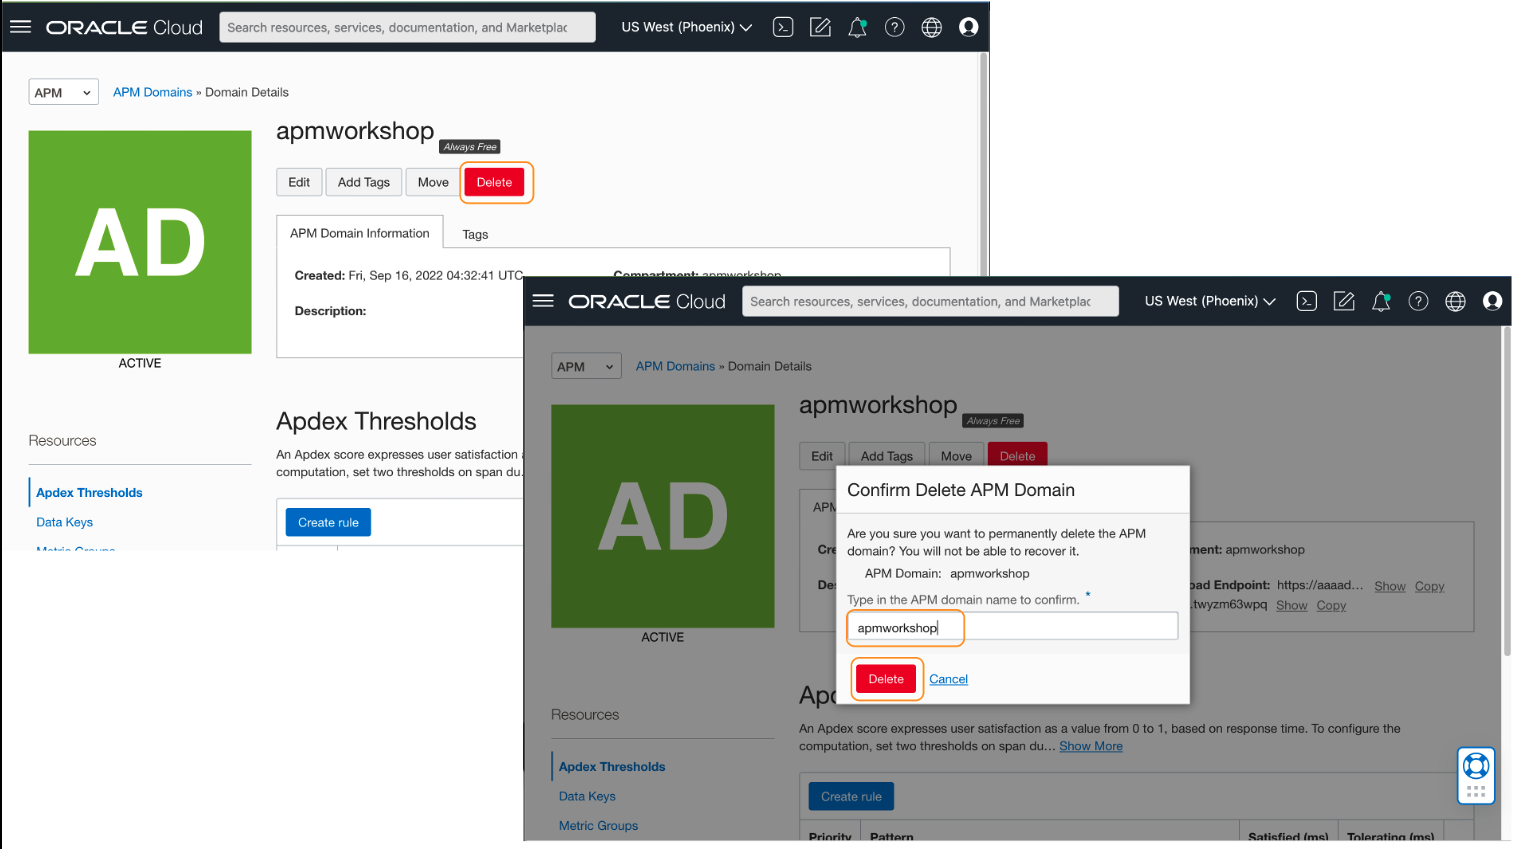 ORACLE Cloud
Search resources, services, documentation, and Marketplac
US West (Phoenix)
APM
APM Domains » Domain Details
AD
ACTIVE
apmworkshop
Always Free
Edit
Add Tags
Move
Delete
APM Domain Information
Tags
Created: Fri, Sep 16, 2022 04:32:41 UTC
Compartment: apmworkshop
Description:
Resources
Apdex Thresholds
Data Keys
Metric Groups
Apdex Thresholds
An Apdex score expresses user satisfaction
computation, set two thresholds on span du...
Create rule
ORACLE Cloud
Search resources, services, documentation, and Marketplac
US West (Phoenix)
APM
APM Domains » Domain Details
AD
ACTIVE
apmworkshop
Always Free
Edit
Add Tags
Move
Delete
APM
Cre
ment: apmworkshop
Des
oad Endpoint: https://aaaad... Show Copy
.twyzm63wpq Show Copy
Confirm Delete APM Domain
Are you sure you want to permanently delete the APM
domain? You will not be able to recover it.
APM Domain: apmworkshop
Type in the APM domain name to confirm. *
apmworkshop
Delete
Cancel
Resources
Apdex Thresholds
Data Keys
Metric Groups
Ap
An Apdex score expresses user satisfaction as a value from 0 to 1, based on response time. To configure the
computation, set two thresholds on span du... Show More
Create rule
Priority
Pattern
Satisfied (ms)
Tolerating (ms)